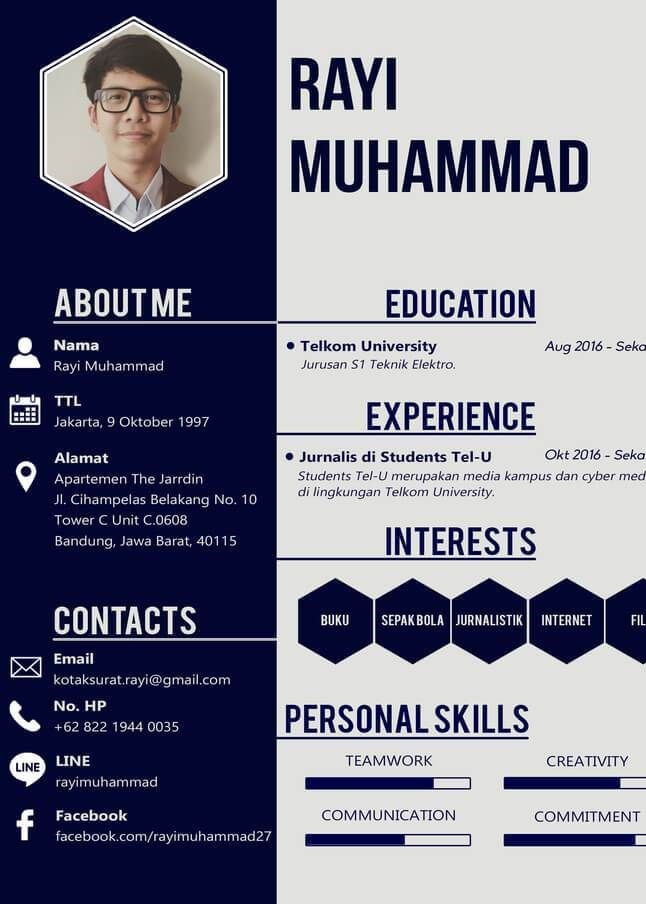 RAYI
MUHAMMAD
ABOUT ME
Nama
Rayi Muhammad
TTL
Jakarta, 9 Oktober 1997
Alamat
Apartemen The Jarrdin
Jl. Cihampelas Belakang No. 10
Tower C Unit C.0608
Bandung, Jawa Barat, 40115
CONTACTS
Email
kotaksurat.rayi@gmail.com
No. HP
+62 822 1944 0035
LINE
LINE
rayimuhammad
Facebook
facebook.com/rayimuhammad27
EDUCATION
Telkom University Aug 2016 - Seka
Jurusan S1 Teknik Elektro.
EXPERIENCE
Jurnalis di Students Tel-U Okt 2016 - Seka
Students Tel-U merupakan media kampus dan cyber med
di lingkungan Telkom University.
INTERESTS
BUKU SEPAK BOLA JURNALISTIK INTERNET FIL
PERSONAL SKILLS
TEAMWORK CREATIVITY
COMMUNICATION COMMITMENT